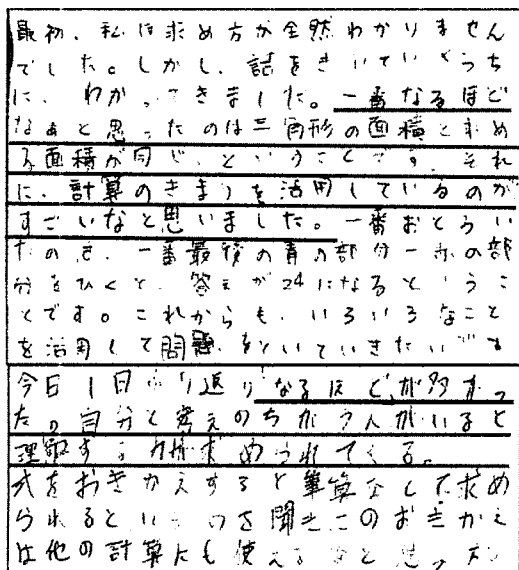 最初、私は求め方が全然わかりません
でした。しかし、話をきいていくうち
に、わかってきました。一番なるほど
なぁと思ったのは三角形の面積と求め
る面積が同じ、ということです。それ
に、計算のきまりを活用しているのが
すごいなと思いました。一番おどろい
たのは、一番最後の青の部分－赤の部
分をひくと、答えが24になるというこ
とです。これからも、いろいろなこと
を活用して問題をといていきたいです
今日1日ふり返りなるほど、が多すぎっ
た。自分と考えのちがう人がいると
理解する力が求められてくる。
式をおきかえすると筆算なしで求め
られるというのを聞きこのおきかえ
は他の計算にも使えるなと思った